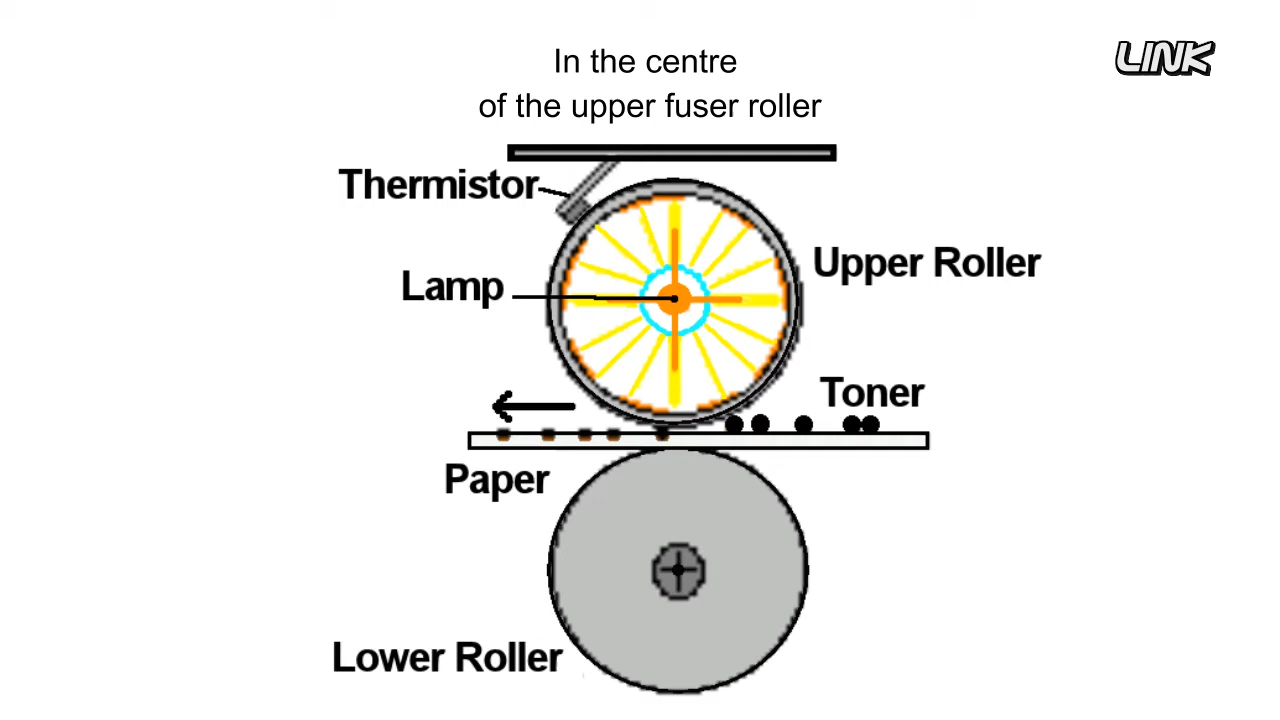 In the centre
of the upper fuser roller
LINK
Thermistor
Lamp
Upper Roller
Toner
Paper
Lower Roller